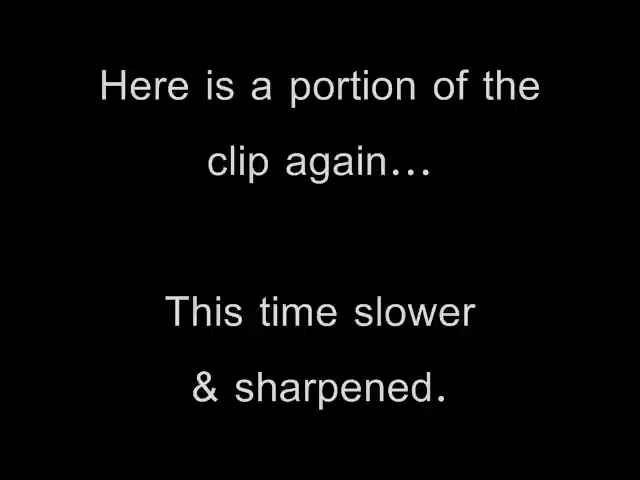 Here is a portion of the
clip again...
This time slower
& sharpened.